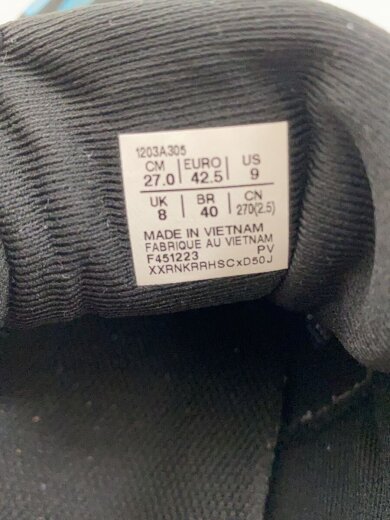 1203A305
CM EURO US
27.0 42.5 9
UK BR CN
8 40 270(2.5)
MADE IN VIETNAM
FABRIQUE AU VIETNAM
F451223 PV
XXRNKRRHSCxD50J